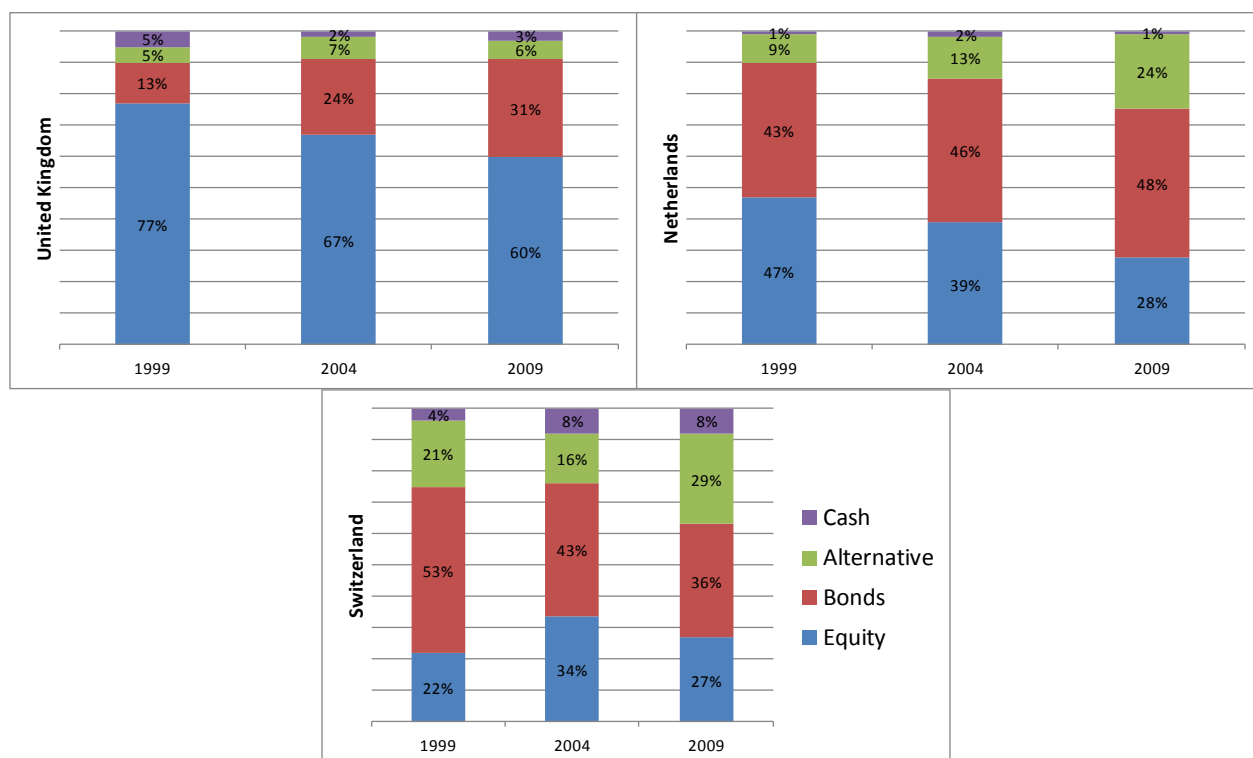 United Kingdom
5% 2% 3%
5% 7% 6%
13% 24% 31%
77% 67% 60%
1999 2004 2009
Netherlands
1% 2% 1%
9% 13% 24%
43% 46% 48%
47% 39% 28%
1999 2004 2009
Switzerland
4% 8% 8%
21% 16% 29%
53% 43% 36%
22% 34% 27%
1999 2004 2009
Cash
Alternative
Bonds
Equity